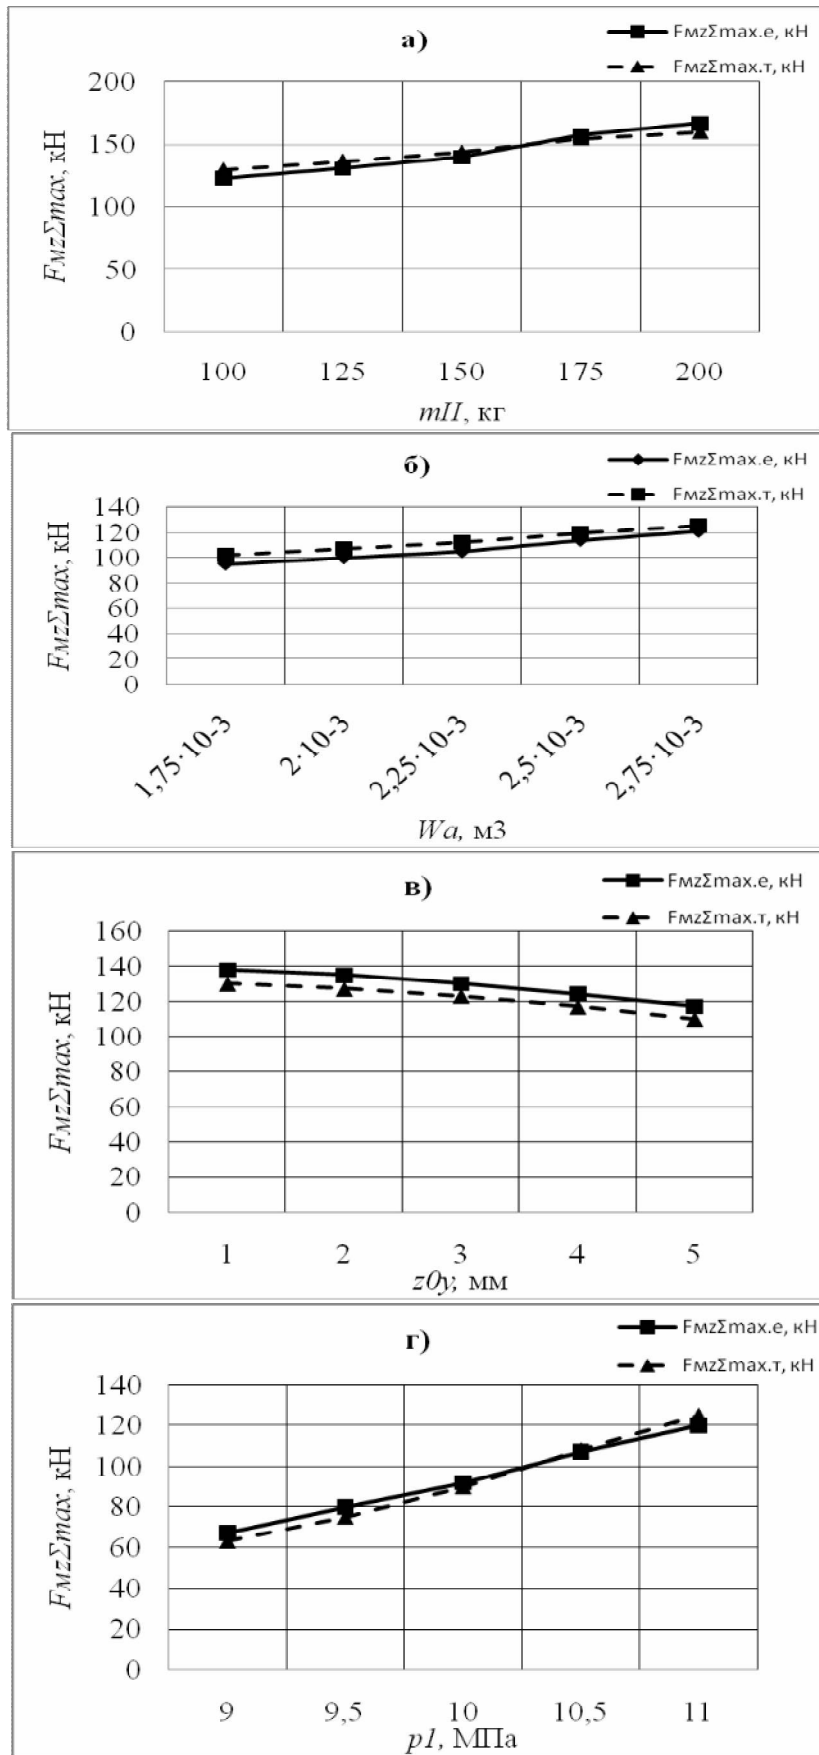 а)
FмzΣmax.е, кН
FмzΣmax.т, кН
FмzΣmax, кН
200
150
100
50
0
100 125 150 175 200
mII, кг
б)
FмzΣmax.е, кН
FмzΣmax.т, кН
FмzΣmax, кН
140
120
100
80
60
40
20
0
1,75·10-3 2·10-3 2,25·10-3 2,5·10-3 2,75·10-3
Wa, м3
в)
FмzΣmax.е, кН
FмzΣmax.т, кН
FмzΣmax, кН
160
140
120
100
80
60
40
20
0
1 2 3 4 5
z0y, мм
г)
FмzΣmax.е, кН
FмzΣmax.т, кН
FмzΣmax, кН
140
120
100
80
60
40
20
0
9 9,5 10 10,5 11
p1, МПа